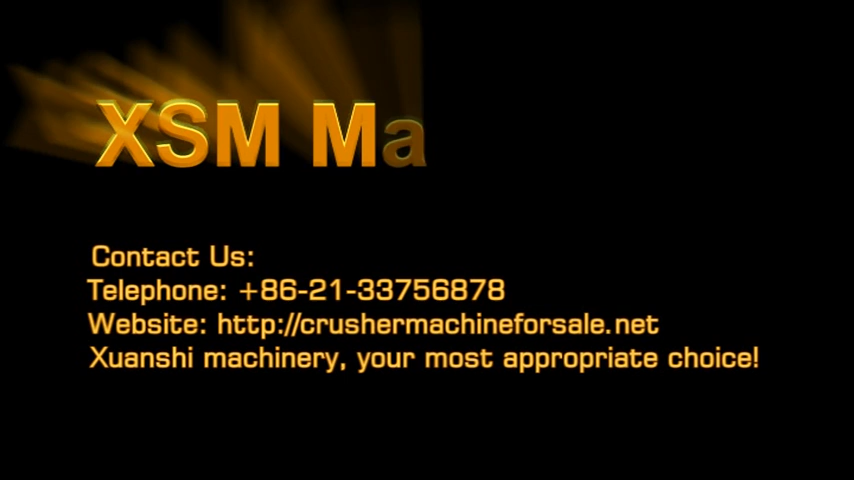 XSM Ma
Contact Us:
Telephone: +86-21-33756878
Website: http://crushermachineforsale.net
Xuanshi machinery, your most appropriate choice!